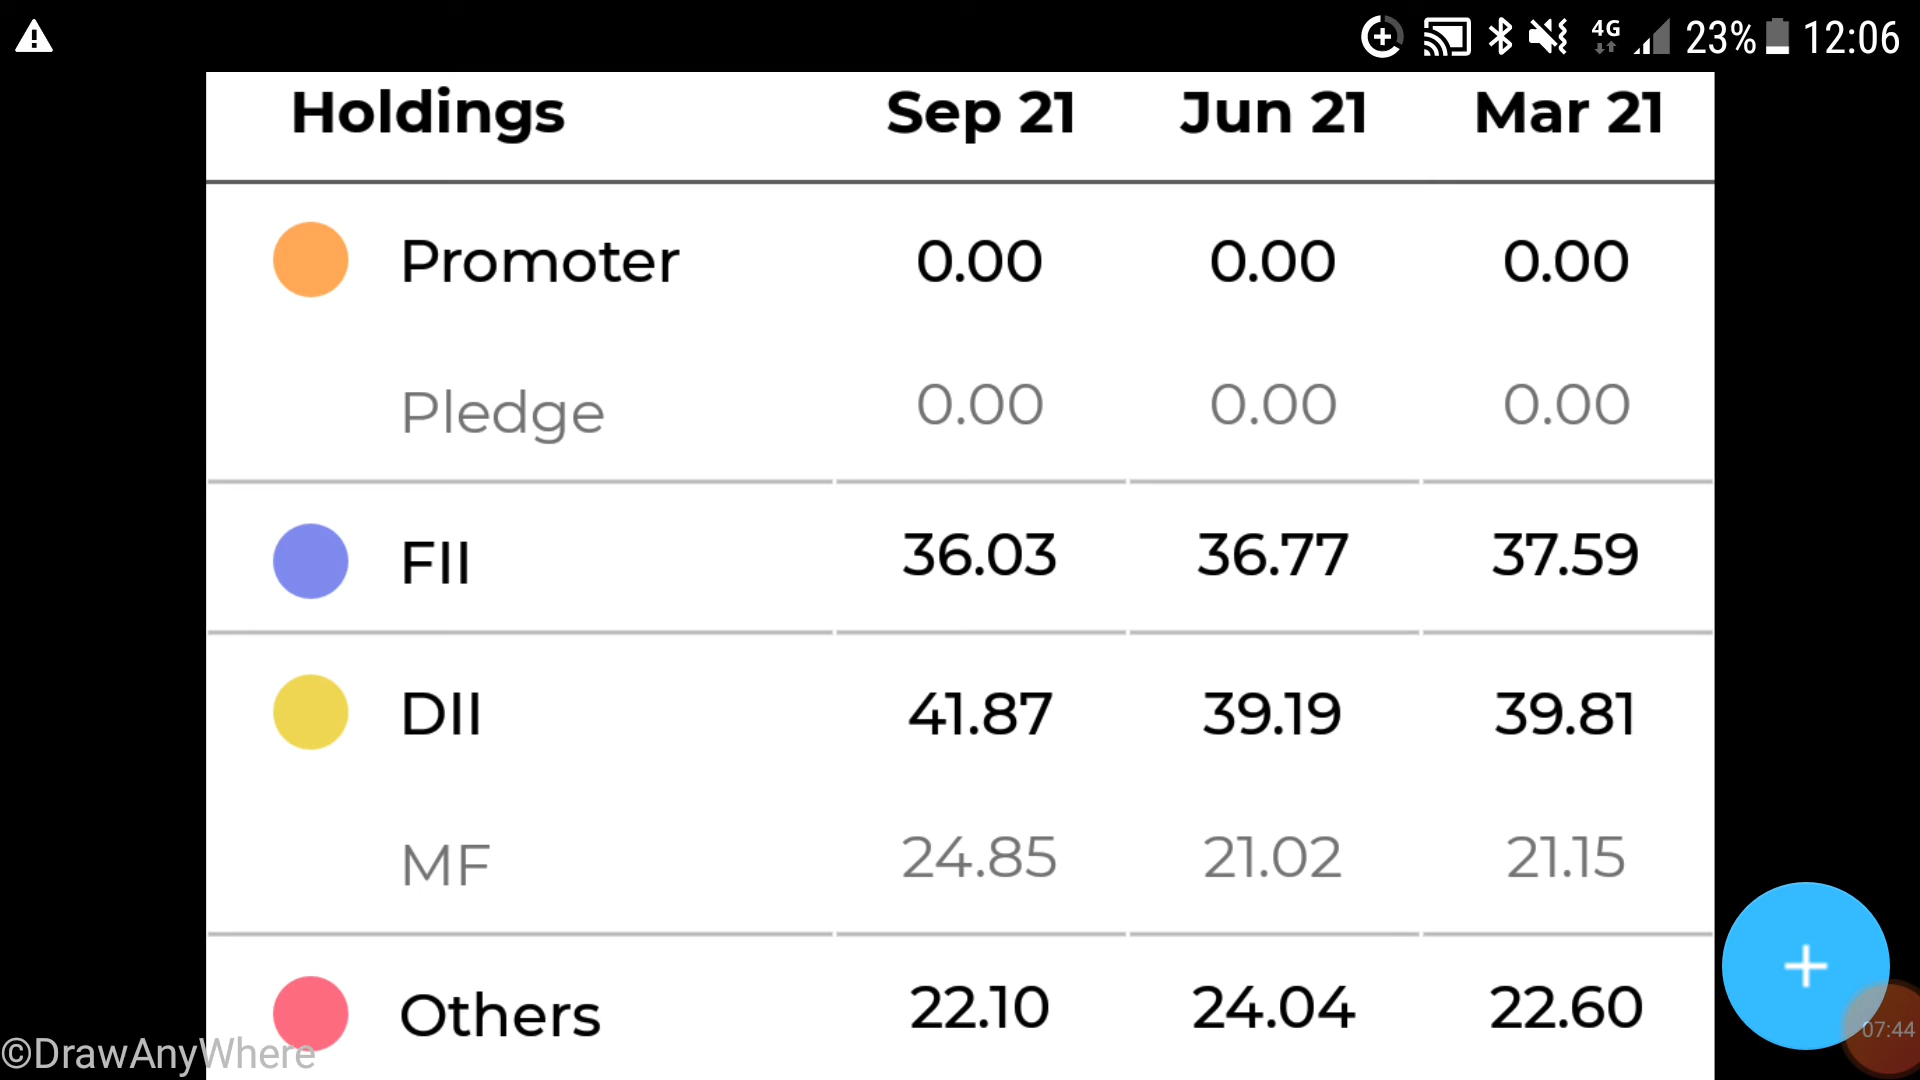 4G 23% 12:06
Holdings Sep 21 Jun 21 Mar 21
Promoter 0.00 0.00 0.00
Pledge 0.00 0.00 0.00
FII 36.03 36.77 37.59
DII 41.87 39.19 39.81
MF 24.85 21.02 21.15
Others 22.10 24.04 22.60
07:44
©DrawAnyWhere